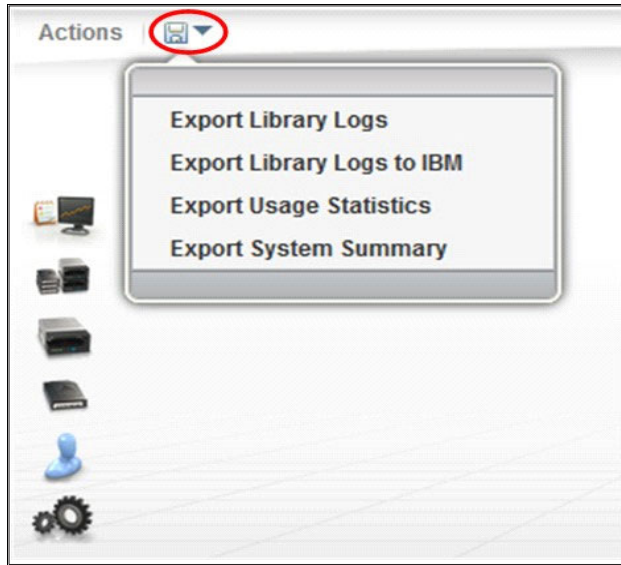 Actions
Export Library Logs
Export Library Logs to IBM
Export Usage Statistics
Export System Summary